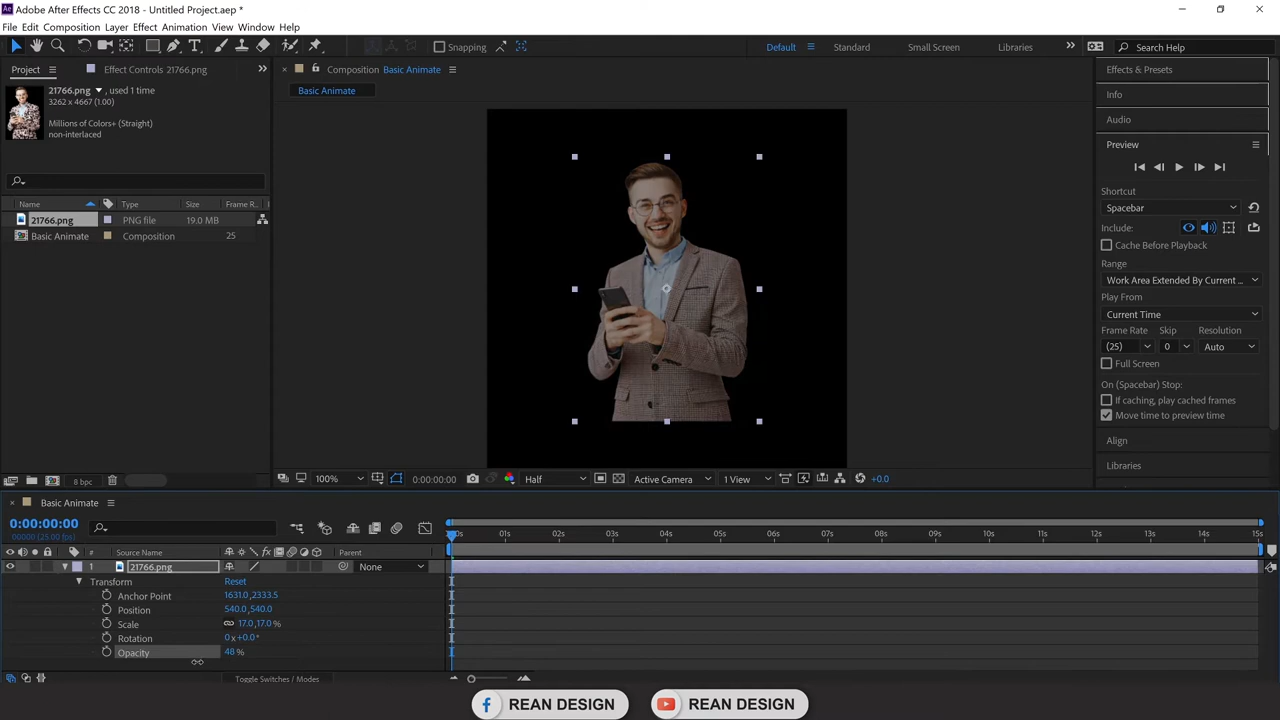 Adobe After Effects CC 2018 - Untitled Project.aep *
File Edit Composition Layer Effect Animation View Window Help
Snapping
Default
Standard
Small Screen
Libraries
Search Help
Project
Effect Controls 21766.png
Composition Basic Animate
Basic Animate
21766.png , used 1 time
3262 x 4667 (1.00)
Millions of Colors+ (Straight)
non-interlaced
Name Type Size Frame R..
21766.png PNG file 19.0 MB
Basic Animate Composition 25
8 bpc
100%
0:00:00:00
Half
Active Camera
1 View
+0.0
Effects & Presets
Info
Audio
Preview
Shortcut
Spacebar
Include:
Cache Before Playback
Range
Work Area Extended By Current ...
Play From
Current Time
Frame Rate Skip Resolution
(25) 0 Auto
Full Screen
On (Spacebar) Stop:
If caching, play cached frames
Move time to preview time
Align
Libraries
Basic Animate
0:00:00:00
00000 (25.00 fps)
# Source Name Parent
1 21766.png None
Transform Reset
Anchor Point 1631.0,2333.5
Position 540.0,540.0
Scale 17.0,17.0 %
Rotation 0 x+0.0°
Opacity 48 %
Toggle Switches / Modes
01s 02s 03s 04s 05s 06s 07s 08s 09s 10s 11s 12s 13s 14s 15s
REAN DESIGN
REAN DESIGN